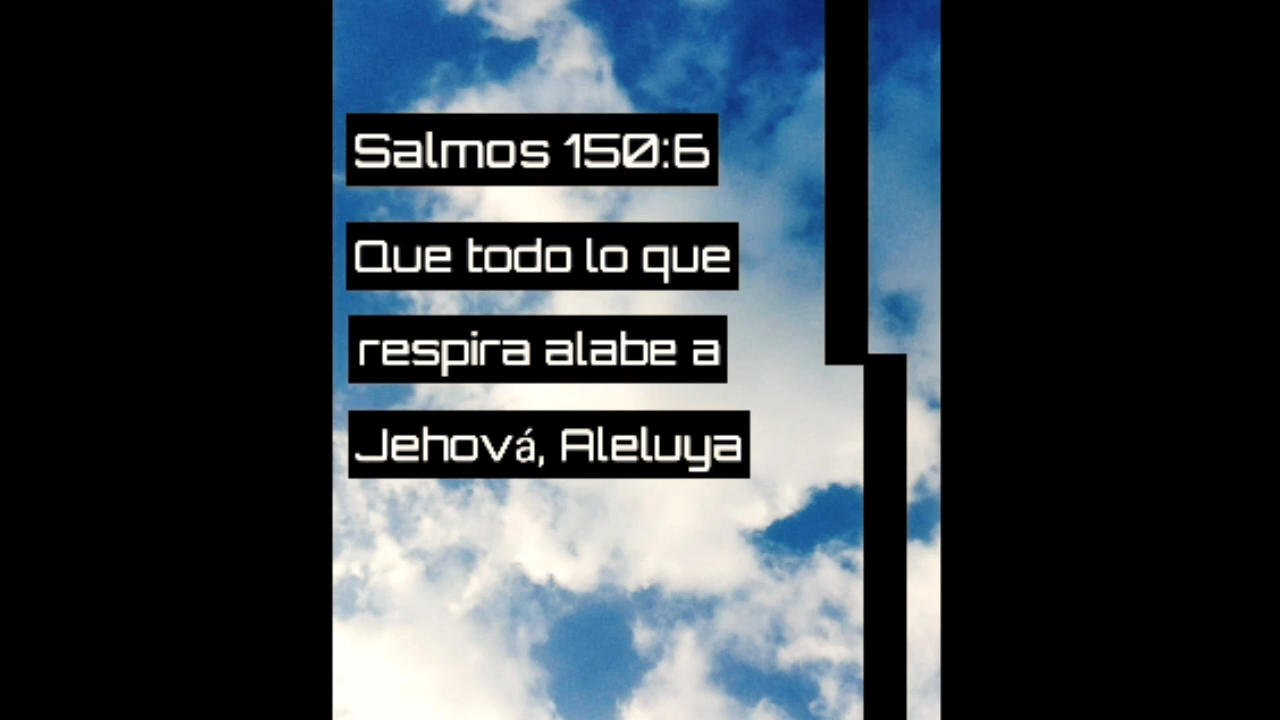 Salmos 150:6
Que todo lo que
respira alabe a
Jehová, Aleluya